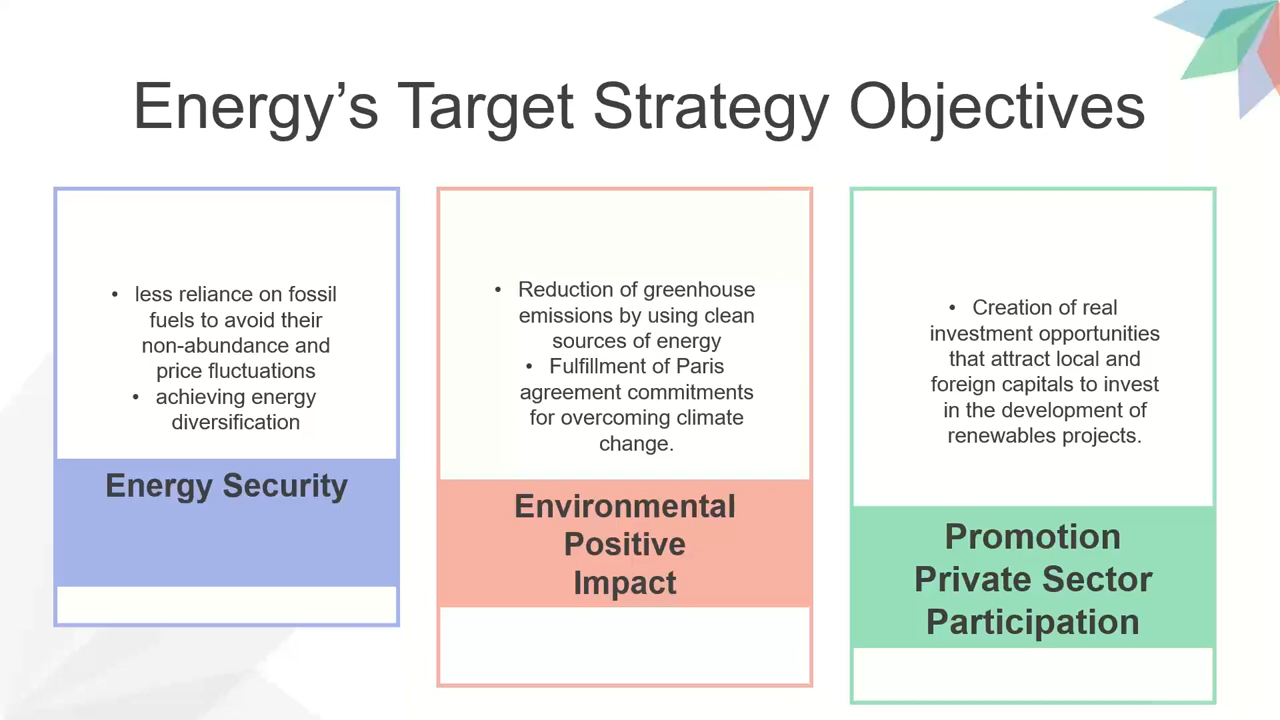 Energy’s Target Strategy Objectives
• less reliance on fossil
fuels to avoid their
non-abundance and
price fluctuations
• achieving energy
diversification
Energy Security
• Reduction of greenhouse
emissions by using clean
sources of energy
• Fulfillment of Paris
agreement commitments
for overcoming climate
change.
Environmental
Positive
Impact
• Creation of real
investment opportunities
that attract local and
foreign capitals to invest
in the development of
renewables projects.
Promotion
Private Sector
Participation